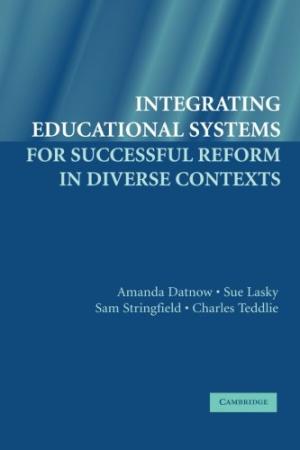 INTEGRATING
EDUCATIONAL SYSTEMS
FOR SUCCESSFUL REFORM
IN DIVERSE CONTEXTS
Amanda Datnow • Sue Lasky
Sam Stringfield • Charles Teddlie
CAMBRIDGE